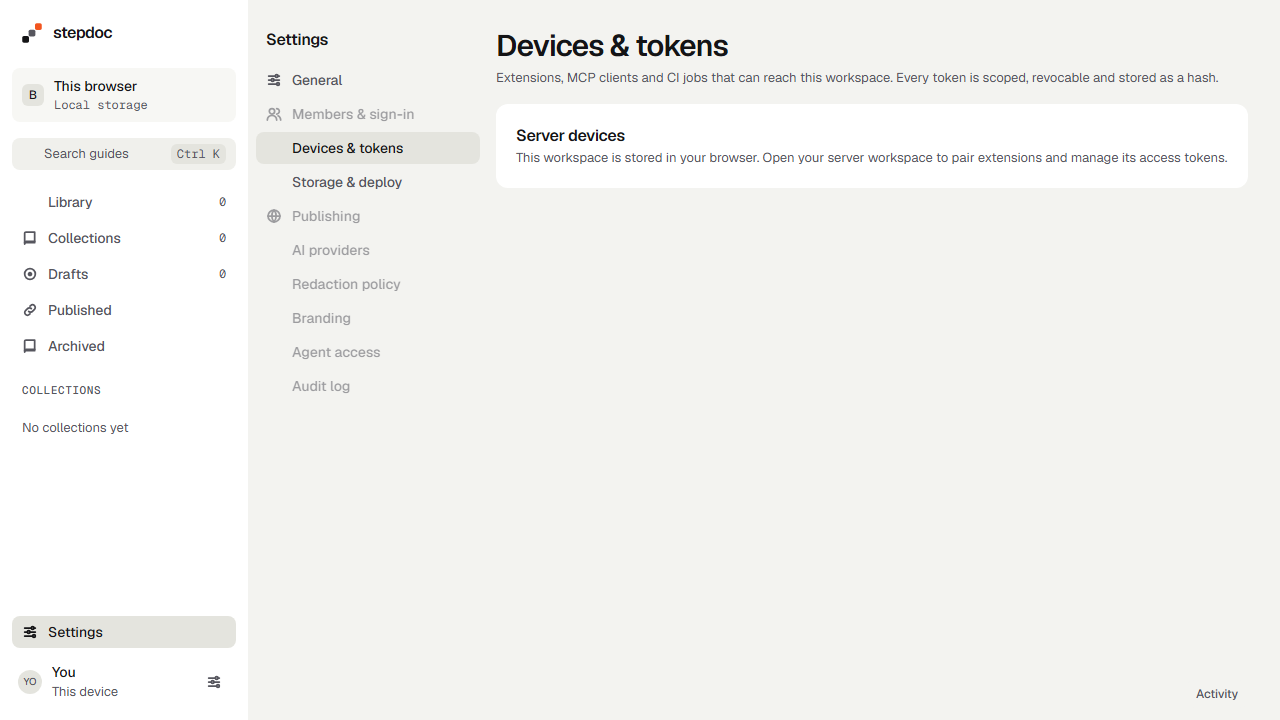 stepdoc
B
This browser
Local storage
Search guides
Ctrl K
Library
0
Collections
0
Drafts
0
Published
Archived
COLLECTIONS
No collections yet
Settings
YO
You
This device
Settings
General
Members & sign-in
Devices & tokens
Storage & deploy
Publishing
AI providers
Redaction policy
Branding
Agent access
Audit log
Devices & tokens
Extensions, MCP clients and CI jobs that can reach this workspace. Every token is scoped, revocable and stored as a hash.
Server devices
This workspace is stored in your browser. Open your server workspace to pair extensions and manage its access tokens.
Activity